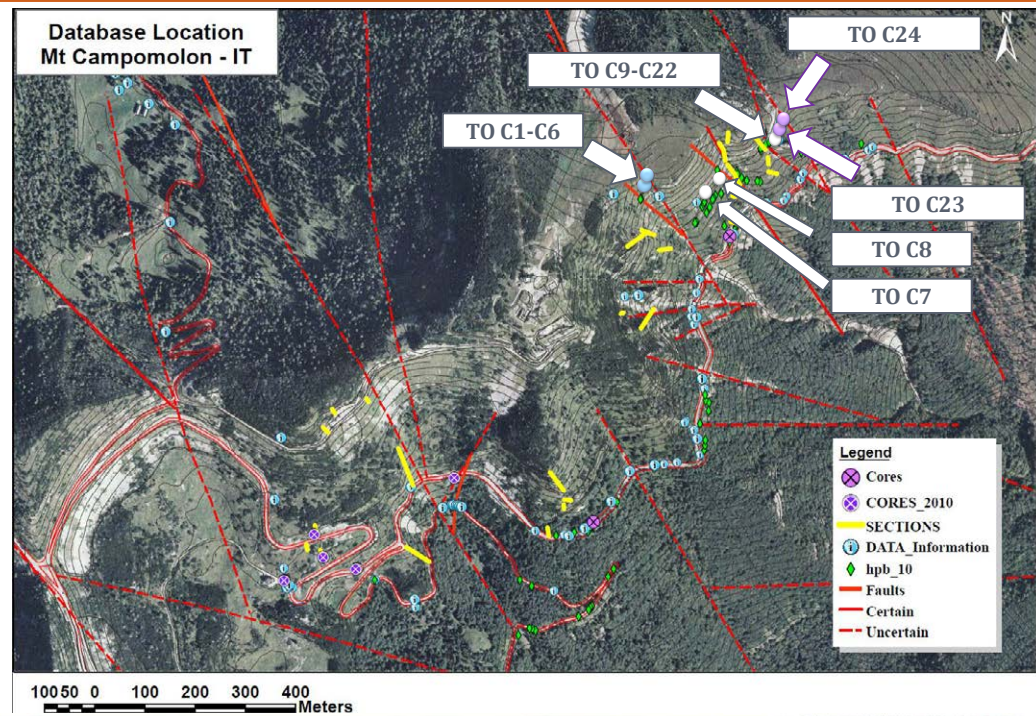 Database Location
Mt Campomolon - IT
TO C24
TO C9-C22
TO C1-C6
N
TO C23
TO C8
TO C7
Legend
Cores
CORES_2010
SECTIONS
DATA_Information
hpb_10
Faults
Certain
Uncertain
100 50 0 100 200 300 400
Meters